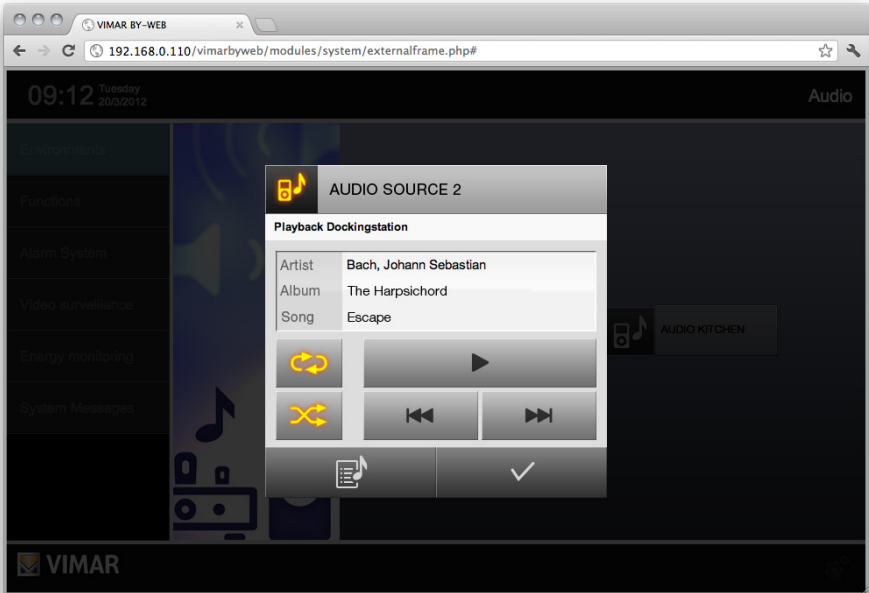 VIMAR BY-WEB
192.168.0.110/vimarbyweb/modules/system/externalframe.php#
09:12 Tuesday
20/3/2012
Audio
Environments
Functions
Alarm System
Video surveillance
Energy monitoring
System Messages
AUDIO SOURCE 2
Playback Dockingstation
Artist Bach, Johann Sebastian
Album The Harpsichord
Song Escape
AUDIO KITCHEN
VIMAR